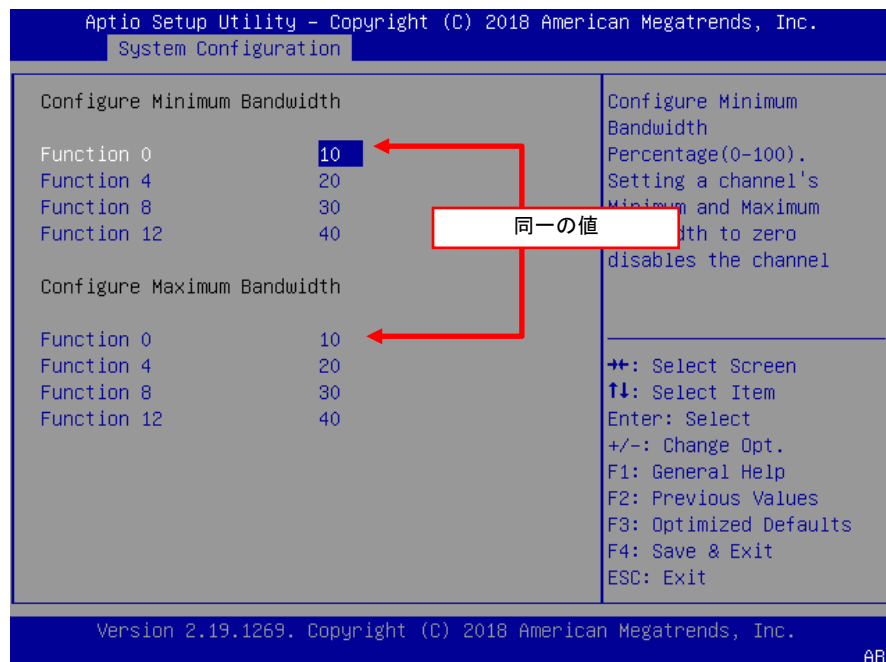 Aptio Setup Utility – Copyright (C) 2018 American Megatrends, Inc.
System Configuration
Configure Minimum Bandwidth
Function 0 10
Function 4 20
Function 8 30
Function 12 40
Configure Maximum Bandwidth
Function 0 10
Function 4 20
Function 8 30
Function 12 40
同一の値
Configure Minimum
Bandwidth
Percentage(0-100).
Setting a channel's
Minimum and Maximum
dth to zero
disables the channel
→←: Select Screen
↑↓: Select Item
Enter: Select
+/-: Change Opt.
F1: General Help
F2: Previous Values
F3: Optimized Defaults
F4: Save & Exit
ESC: Exit
Version 2.19.1269. Copyright (C) 2018 American Megatrends, Inc.
AB